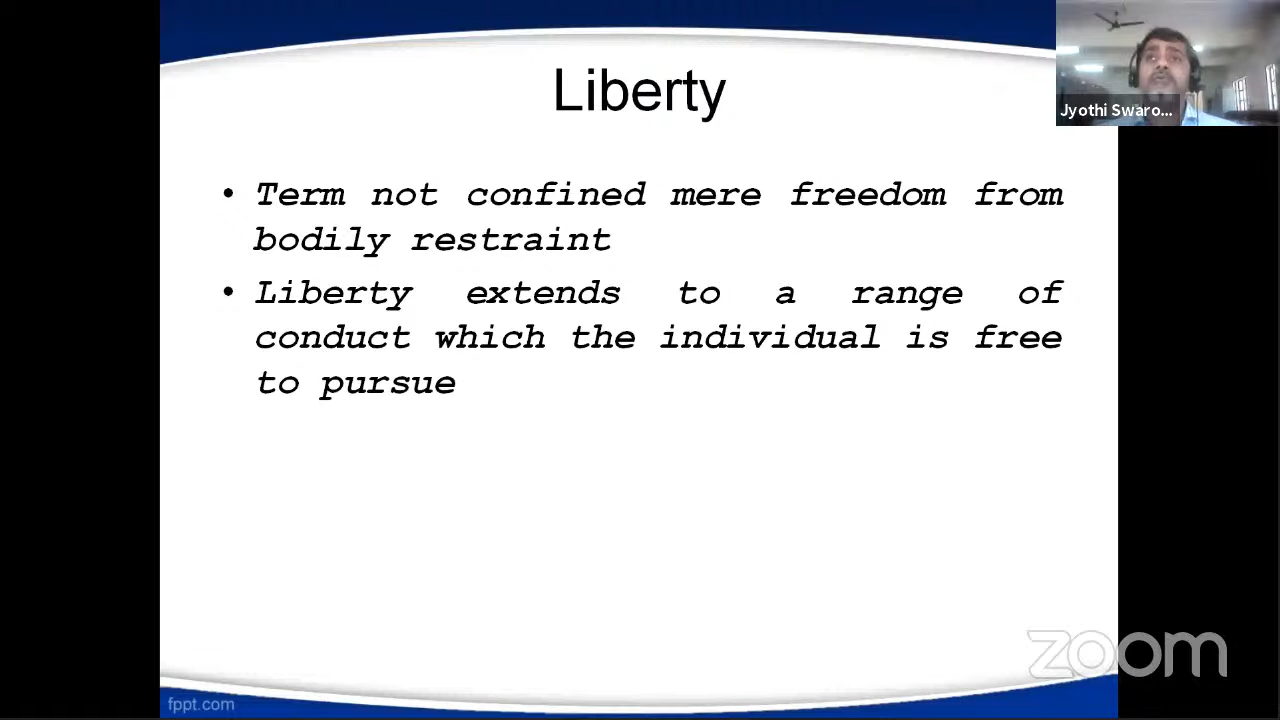 Liberty
Jyothi Swaro...
• Term not confined mere freedom from
bodily restraint
• Liberty extends to a range of
conduct which the individual is free
to pursue
zoom
fppt.com